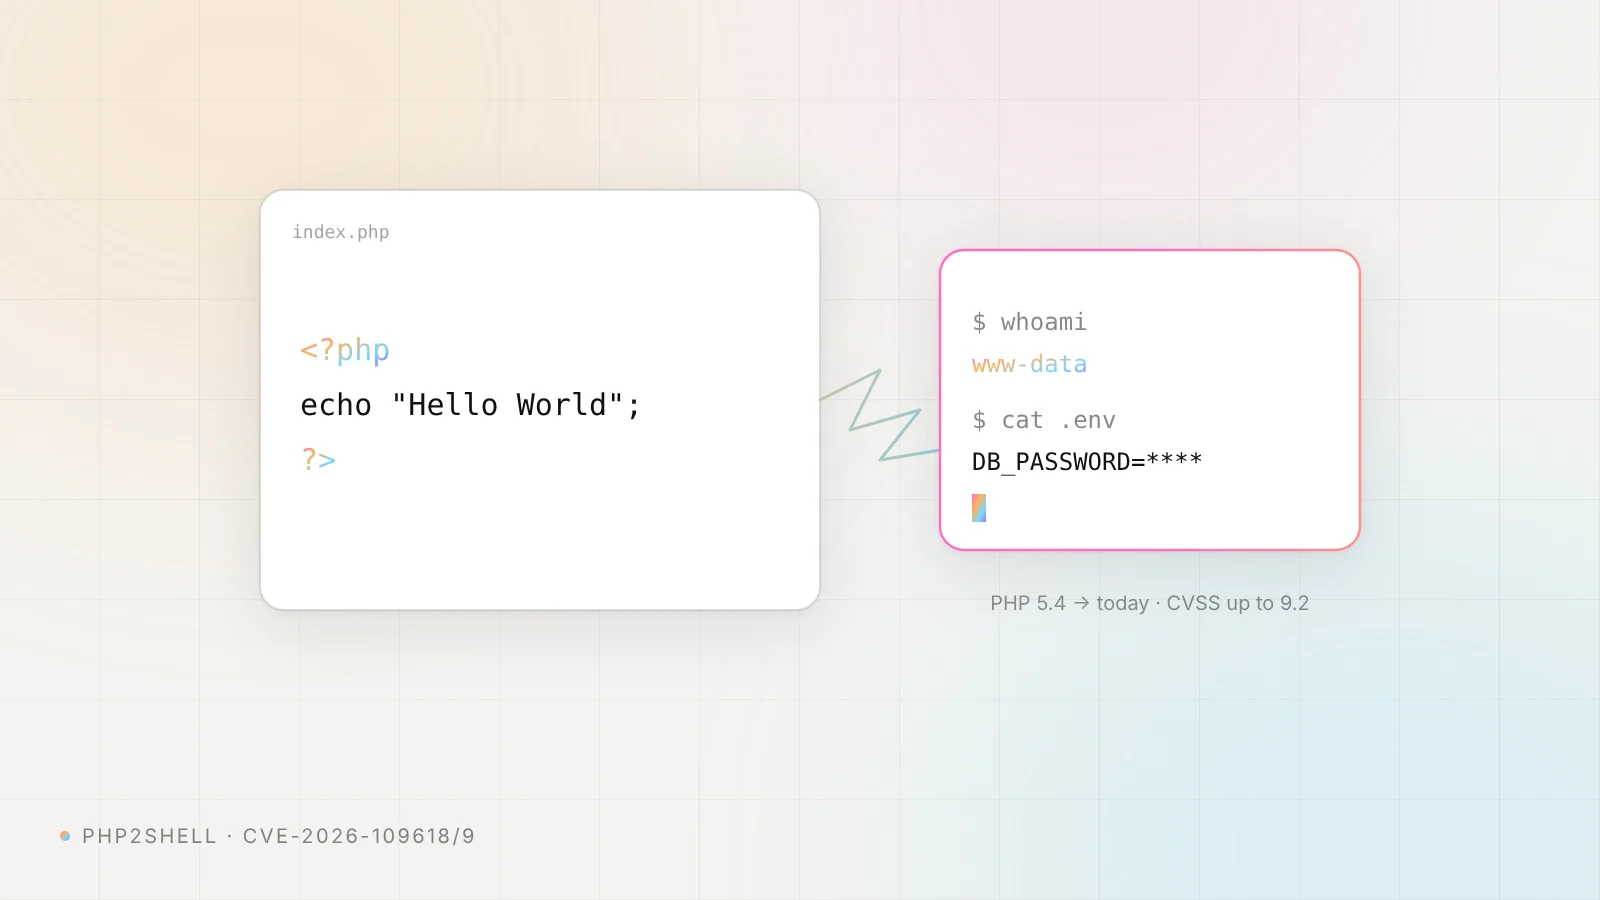 index.php
<?php
echo "Hello World";
?>
$ whoami
www-data
$ cat .env
DB_PASSWORD=****
PHP 5.4 → today · CVSS up to 9.2
PHP2SHELL · CVE-2026-109618/9